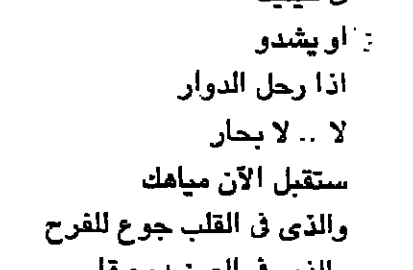 او يشدو
اذا رحل الدوار
لا .. لا بحار
ستقبل الآن مياهك
والذى فى القلب جوع للفرح